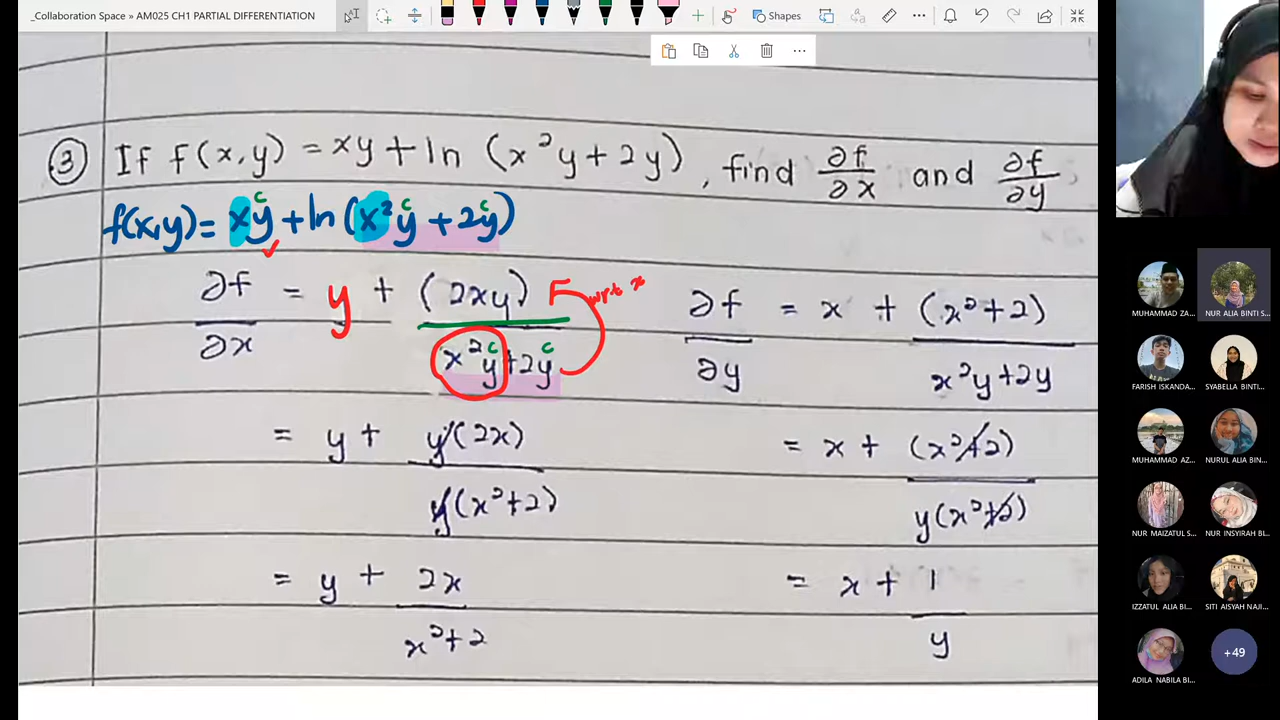 _Collaboration Space » AM025 CH1 PARTIAL DIFFERENTIATION
Shapes
③ If f(x,y) = xy + ln (x²y + 2y), find ∂f/∂x and ∂f/∂y
f(x,y) = xy + ln (x²y + 2y)
c c c
∂f/∂x = y + (2xy)/(x²y + 2y)
c c
wrt x
= y + y(2x)/y(x²+2)
= y + 2x/x²+2
∂f/∂y = x + (x²+2)/x²y+2y
= x + (x²+2)/y(x²+2)
= x + 1/y
MUHAMMAD ZA...
NUR ALIA BINTI S...
FARISH ISKANDA...
SYABELLA BINTI...
MUHAMMAD AZ...
NURUL ALIA BIN...
NUR MAIZATUL S...
NUR INSYIRAH BI...
IZZATUL ALIA BI...
SITI AISYAH NAJI...
ADILA NABILA BI...
+49